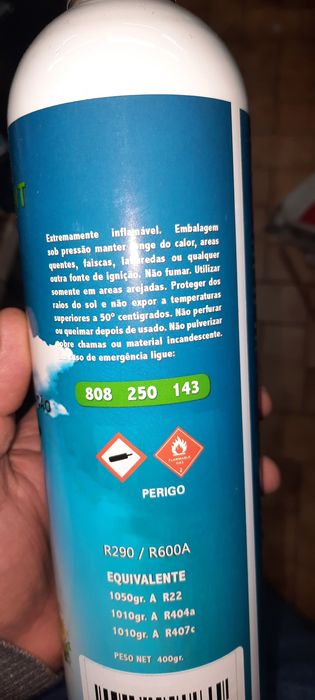 Extremamente inflamável. Embalagem
sob pressão manter longe do calor, areas
quentes, faiscas, labaredas ou qualquer
outra fonte de ignição. Não fumar. Utilizar
somente em areas arejadas. Proteger dos
raios do sol e não expor a temperaturas
superiores a 50º centigrados. Não perfurar
ou queimar depois de usado. Não pulverizar
sobre chamas ou material incandescente.
caso de emergência ligue:
808 250 143
FLAMMABLE
GAS
2
PERIGO
R290 / R600A
EQUIVALENTE
1050gr. A R22
1010gr. A R404a
1010gr. A R407c
PESO NET 400gr.